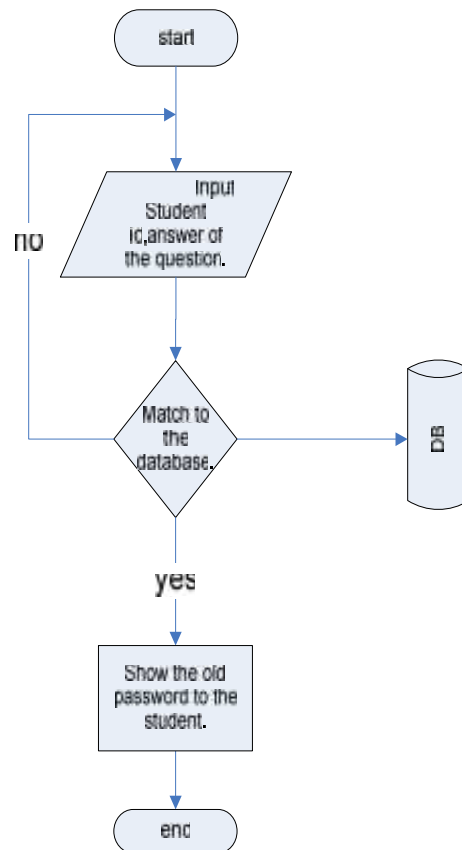 start
Input
Student
id,answer of
the question.
no
Match to
the
database.
DB
yes
Show the old
password to the
student.
end